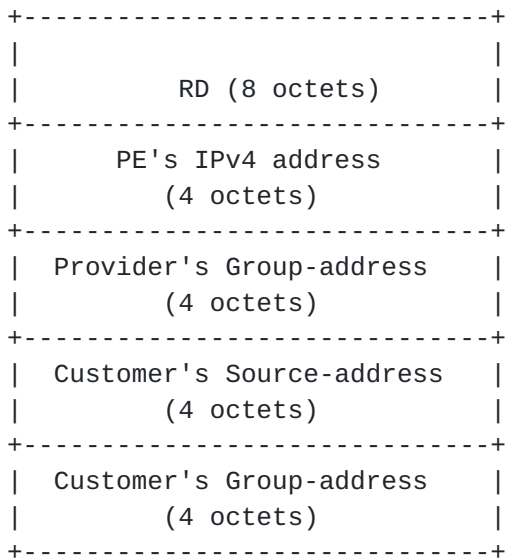 +------------------------------+
|                              |
|          RD (8 octets)       |
+------------------------------+
|      PE's IPv4 address       |
|         (4 octets)           |
+------------------------------+
|  Provider's Group-address    |
|         (4 octets)           |
+------------------------------+
|  Customer's Source-address   |
|         (4 octets)           |
+------------------------------+
|  Customer's Group-address    |
|         (4 octets)           |
+------------------------------+